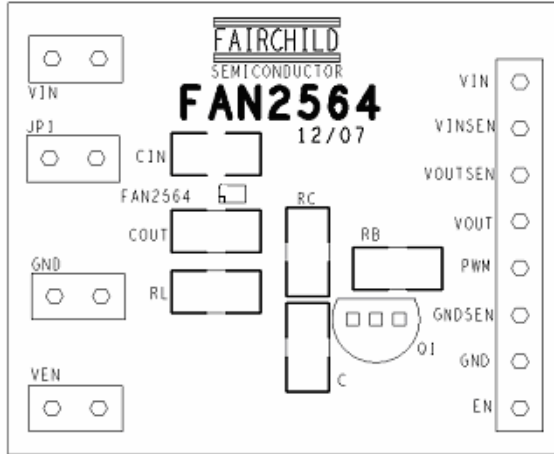 FAIRCHILD
SEMICONDUCTOR
FAN2564
12/07
VIN
JP1
GND
VEN
CIN
FAN2564
COUT
RL
RC
RB
C
Q1
VIN
VINSEN
VOUTSEN
VOUT
PWM
GNDSEN
GND
EN